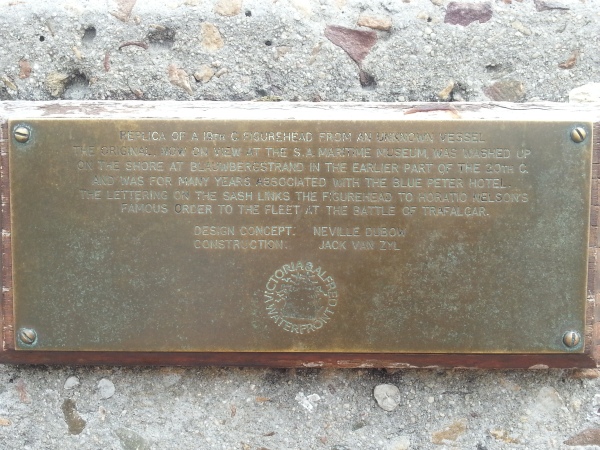 REPLICA OF A 19TH C. FIGUREHEAD FROM AN UNKNOWN VESSEL.
THE ORIGINAL, NOW ON VIEW AT THE S.A. MARITIME MUSEUM, WAS WASHED UP
ON THE SHORE AT BLAUWBERGSTRAND IN THE EARLIER PART OF THE 20TH C.
AND WAS FOR MANY YEARS ASSOCIATED WITH THE BLUE PETER HOTEL.
THE LETTERING ON THE SASH LINKS THE FIGUREHEAD TO HORATIO NELSON'S
FAMOUS ORDER TO THE FLEET AT THE BATTLE OF TRAFALGAR.
DESIGN CONCEPT: NEVILLE DUBOW
CONSTRUCTION: JACK VAN ZYL
VICTORIA & ALFRED
WATERFRONT